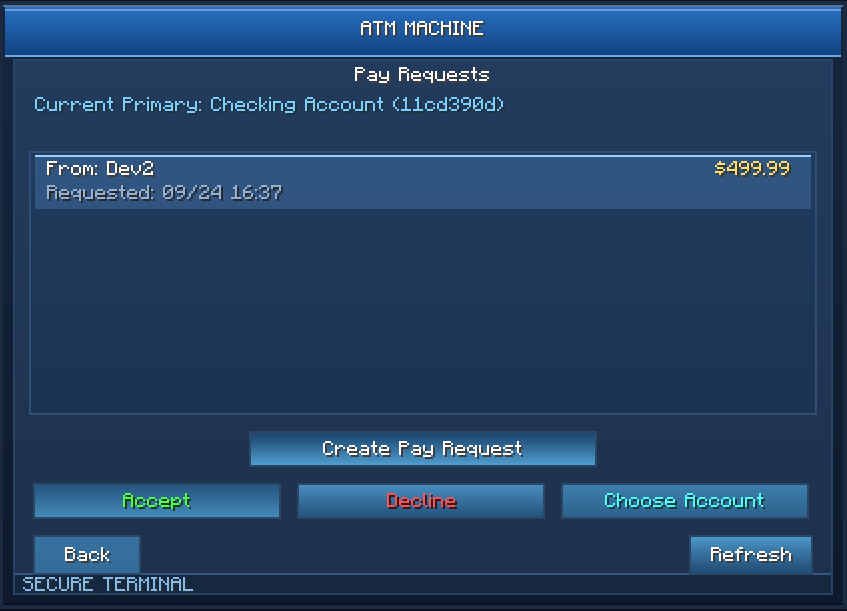 ATM MACHINE
Pay Requests
Current Primary: Checking Account (11cd390d)
From: Dev2 $499.99
Requested: 09/24 16:37
Create Pay Request
Accept Decline Choose Account
Back Refresh
SECURE TERMINAL